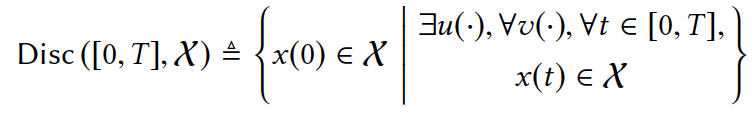 Disc ([0, T], 𝒳) ≜ { x(0) ∈ 𝒳 | ∃u(·), ∀v(·), ∀t ∈ [0, T],
x(t) ∈ 𝒳 }